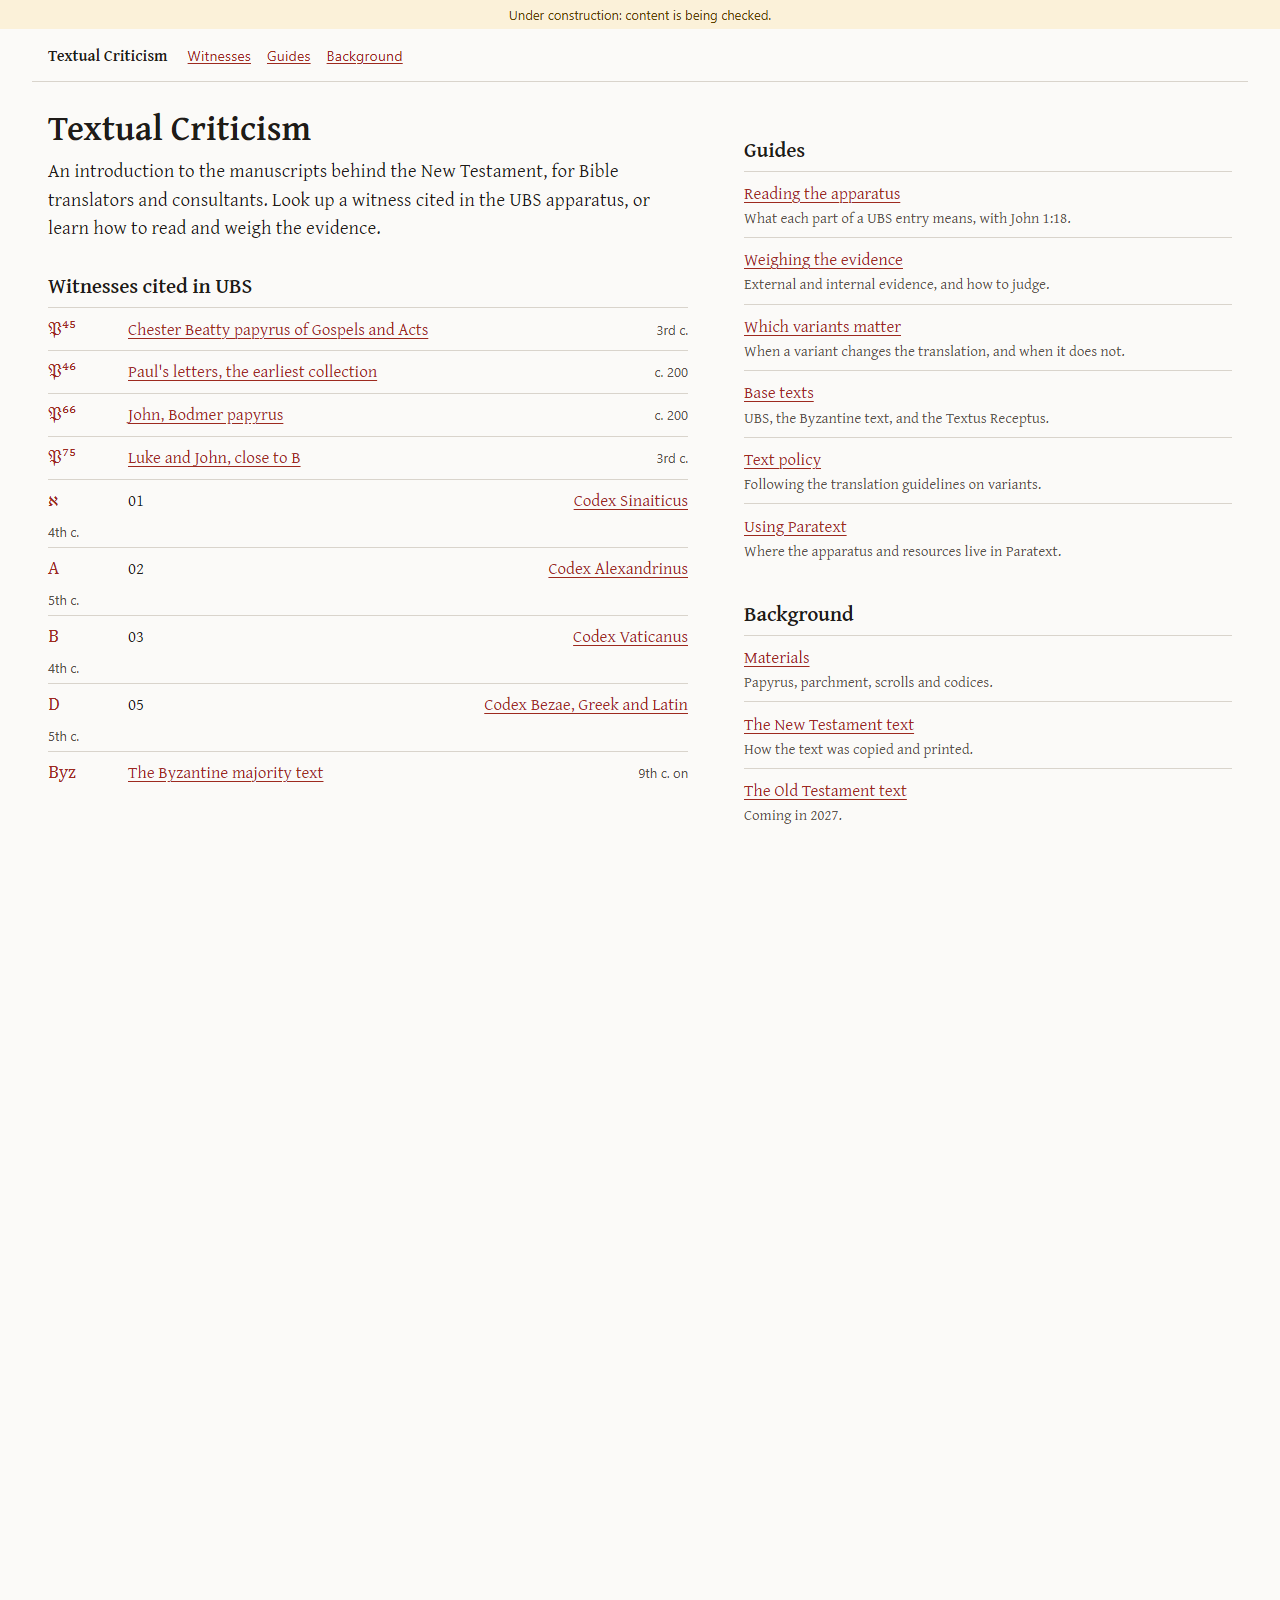 Under construction: content is being checked.
Textual Criticism Witnesses Guides Background
Textual Criticism
An introduction to the manuscripts behind the New Testament, for Bible
translators and consultants. Look up a witness cited in the UBS apparatus, or
learn how to read and weigh the evidence.
Witnesses cited in UBS
𝔓⁴⁵ Chester Beatty papyrus of Gospels and Acts 3rd c.
𝔓⁴⁶ Paul's letters, the earliest collection c. 200
𝔓⁶⁶ John, Bodmer papyrus c. 200
𝔓⁷⁵ Luke and John, close to B 3rd c.
ℵ 01 Codex Sinaiticus
4th c.
A 02 Codex Alexandrinus
5th c.
B 03 Codex Vaticanus
4th c.
D 05 Codex Bezae, Greek and Latin
5th c.
Byz The Byzantine majority text 9th c. on
Guides
Reading the apparatus
What each part of a UBS entry means, with John 1:18.
Weighing the evidence
External and internal evidence, and how to judge.
Which variants matter
When a variant changes the translation, and when it does not.
Base texts
UBS, the Byzantine text, and the Textus Receptus.
Text policy
Following the translation guidelines on variants.
Using Paratext
Where the apparatus and resources live in Paratext.
Background
Materials
Papyrus, parchment, scrolls and codices.
The New Testament text
How the text was copied and printed.
The Old Testament text
Coming in 2027.